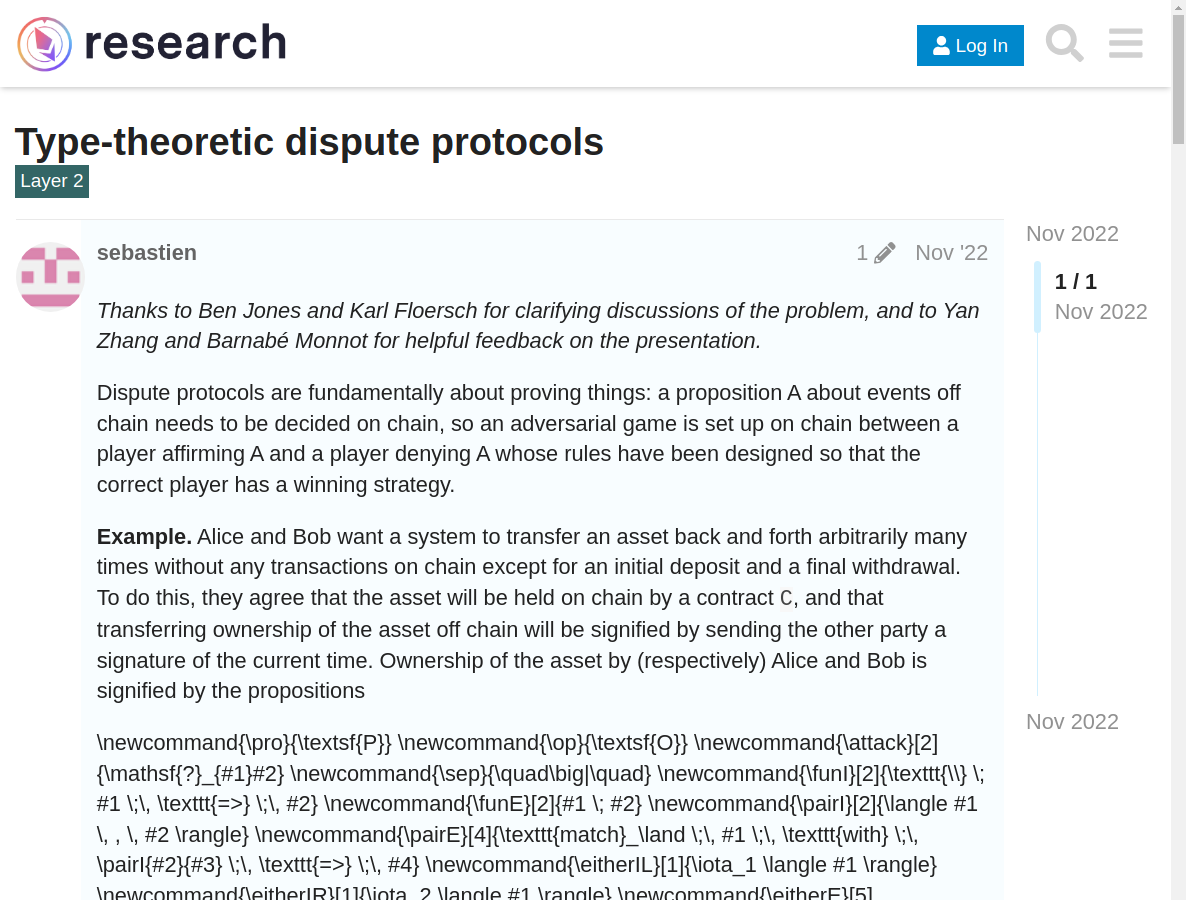 research
Log In
Type-theoretic dispute protocols
Layer 2
sebastien
1
Nov '22
Nov 2022
1 / 1
Nov 2022
Thanks to Ben Jones and Karl Floersch for clarifying discussions of the problem, and to Yan
Zhang and Barnabé Monnot for helpful feedback on the presentation.
Dispute protocols are fundamentally about proving things: a proposition A about events off
chain needs to be decided on chain, so an adversarial game is set up on chain between a
player affirming A and a player denying A whose rules have been designed so that the
correct player has a winning strategy.
Example. Alice and Bob want a system to transfer an asset back and forth arbitrarily many
times without any transactions on chain except for an initial deposit and a final withdrawal.
To do this, they agree that the asset will be held on chain by a contract C, and that
transferring ownership of the asset off chain will be signified by sending the other party a
signature of the current time. Ownership of the asset by (respectively) Alice and Bob is
signified by the propositions
Nov 2022
\newcommand{\pro}{\textsf{P}} \newcommand{\op}{\textsf{O}} \newcommand{\attack}[2]
{\mathsf{?}_{#1}#2} \newcommand{\sep}{\quad\big|\quad} \newcommand{\funI}[2]{\texttt{\\} \;
#1 \;\, \texttt{=>} \;\, #2} \newcommand{\funE}[2]{#1 \; #2} \newcommand{\pairI}[2]{\langle #1
\, , \, #2 \rangle} \newcommand{\pairE}[4]{\texttt{match}_\land \;\, #1 \;\, \texttt{with} \;\,
\pairI{#2}{#3} \;\, \texttt{=>} \;\, #4} \newcommand{\eitherIL}[1]{\iota_1 \langle #1 \rangle}
\newcommand{\eitherIR}[1]{\iota_2 \langle #1 \rangle} \newcommand{\eitherE}[5]